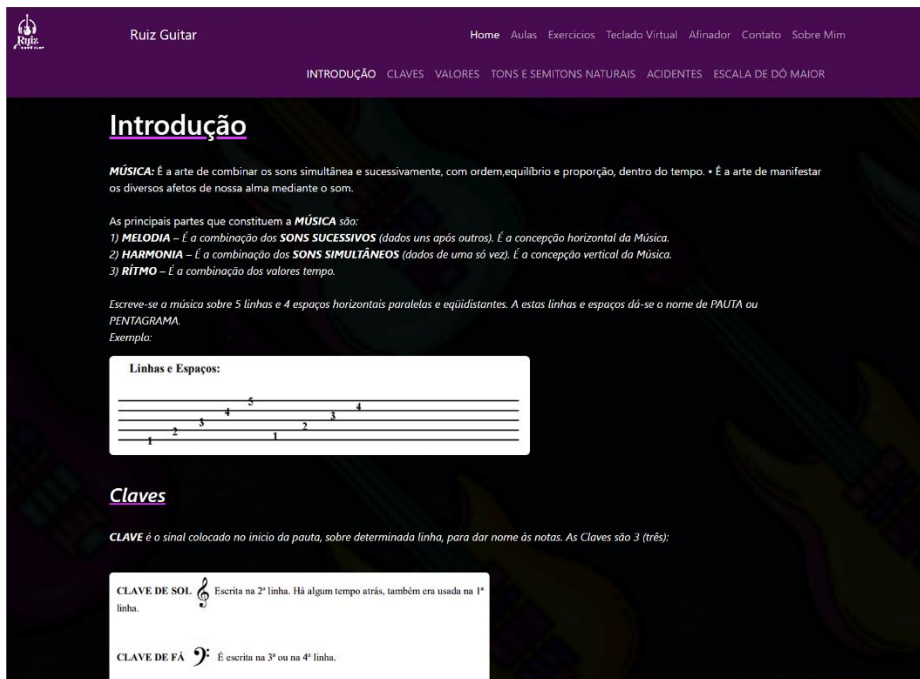 Ruiz
Ruiz Guitar
Home Aulas Exercicios Teclado Virtual Afinador Contato Sobre Mim
INTRODUÇÃO CLAVES VALORES TONS E SEMITONS NATURAIS ACIDENTES ESCALA DE DÓ MAIOR
Introdução
MÚSICA: É a arte de combinar os sons simultânea e sucessivamente, com ordem,equilíbrio e proporção, dentro do tempo. • É a arte de manifestar
os diversos afetos de nossa alma mediante o som.
As principais partes que constituem a MÚSICA são:
1) MELODIA – É a combinação dos SONS SUCESSIVOS (dados uns após outros). É a concepção horizontal da Música.
2) HARMONIA – É a combinação dos SONS SIMULTÂNEOS (dados de uma só vez). É a concepção vertical da Música.
3) RÍTMO – É a combinação dos valores tempo.
Escreve-se a música sobre 5 linhas e 4 espaços horizontais paralelas e eqüidistantes. A estas linhas e espaços dá-se o nome de PAUTA ou
PENTAGRAMA.
Exemplo:
Linhas e Espaços:
1 2 3 4 5 1 2 3 4
Claves
CLAVE é o sinal colocado no inicio da pauta, sobre determinada linha, para dar nome às notas. As Claves são 3 (três):
CLAVE DE SOL Escrita na 2ª linha. Há algum tempo atrás, também era usada na 1ª
linha.
CLAVE DE FÁ É escrita na 3ª ou na 4ª linha.